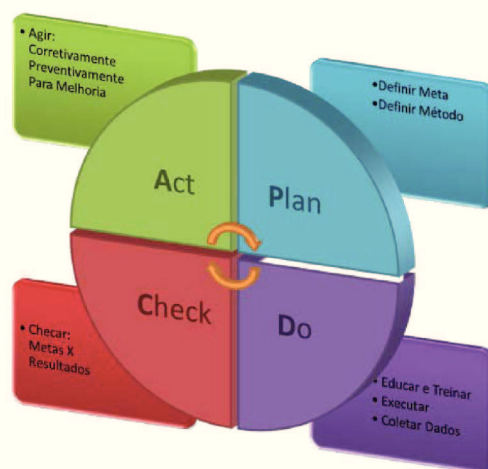 • Agir:
Corretivamente
Preventivamente
Para Melhoria
•Definir Meta
•Definir Método
Act
Plan
Check
Do
• Checar:
Metas X
Resultados
• Educar e Treinar
• Executar
• Coletar Dados